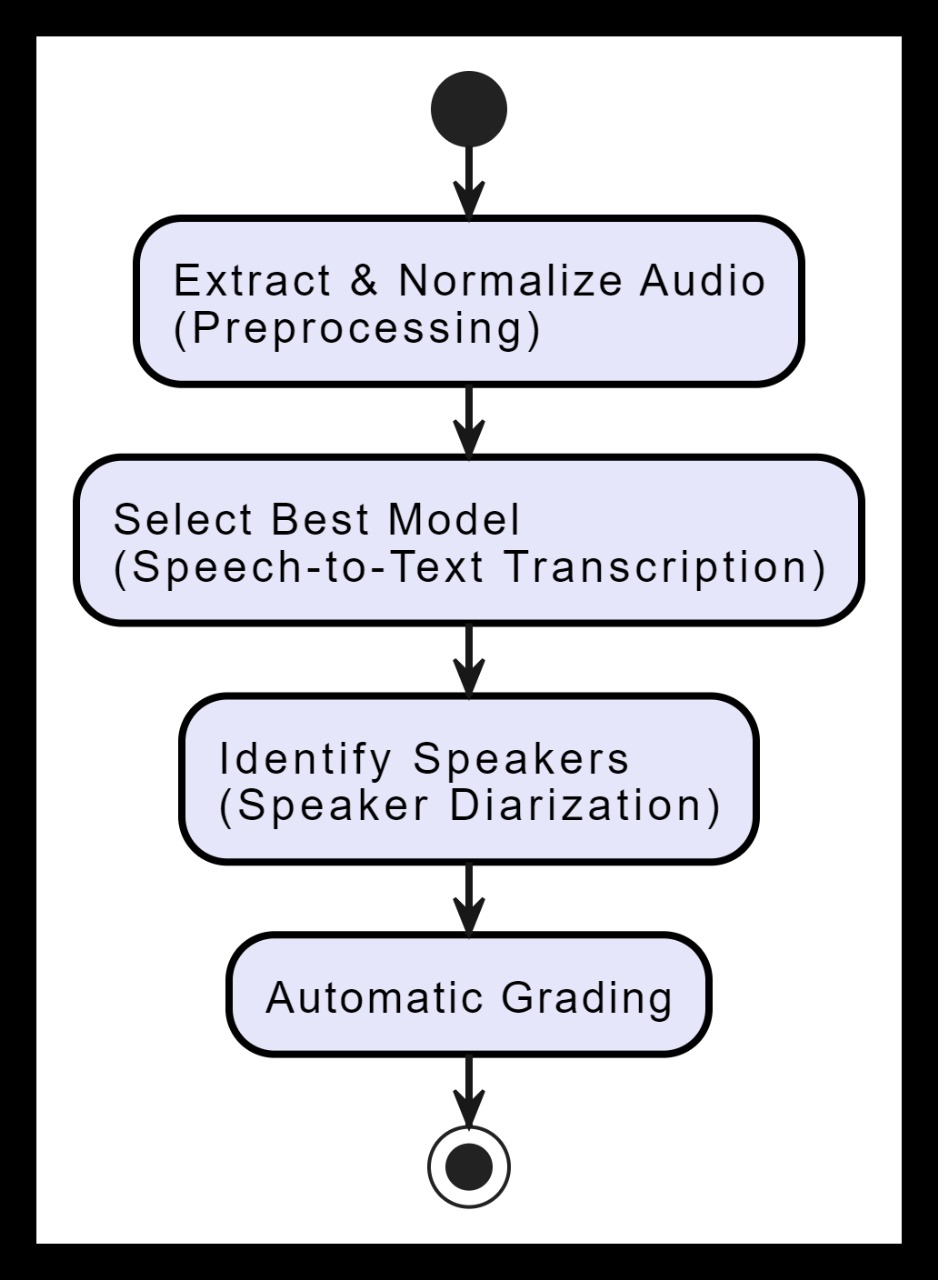 Extract & Normalize Audio
(Preprocessing)
Select Best Model
(Speech-to-Text Transcription)
Identify Speakers
(Speaker Diarization)
Automatic Grading